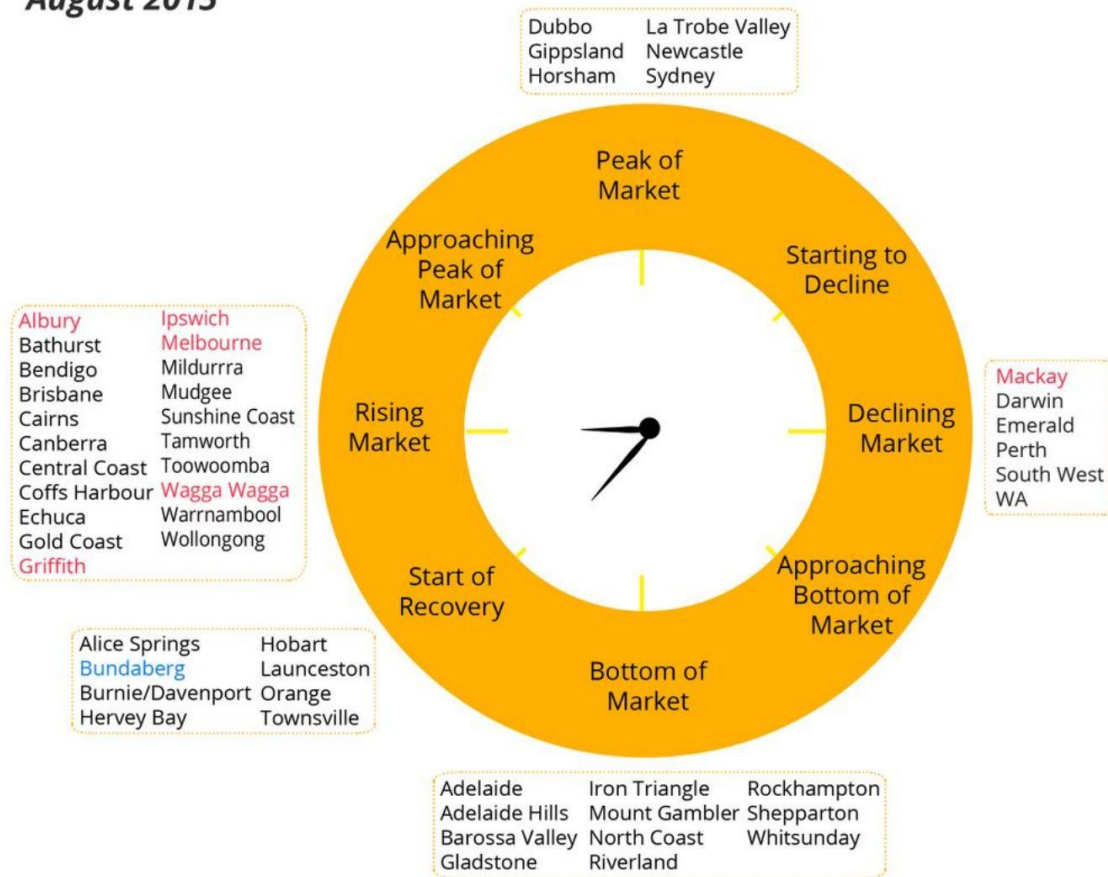 August 2015
Dubbo
Gippsland
Horsham
La Trobe Valley
Newcastle
Sydney
Peak of
Market
Approaching
Peak of
Market
Starting to
Decline
Albury
Bathurst
Bendigo
Brisbane
Cairns
Canberra
Central Coast
Coffs Harbour
Echuca
Gold Coast
Griffith
Ipswich
Melbourne
Mildurrra
Mudgee
Sunshine Coast
Tamworth
Toowoomba
Wagga Wagga
Warrnambool
Wollongong
Rising
Market
Declining
Market
Mackay
Darwin
Emerald
Perth
South West
WA
Start of
Recovery
Approaching
Bottom of
Market
Bottom of
Market
Alice Springs
Bundaberg
Burnie/Davenport
Hervey Bay
Hobart
Launceston
Orange
Townsville
Adelaide
Adelaide Hills
Barossa Valley
Gladstone
Iron Triangle
Mount Gambler
North Coast
Riverland
Rockhampton
Shepparton
Whitsunday